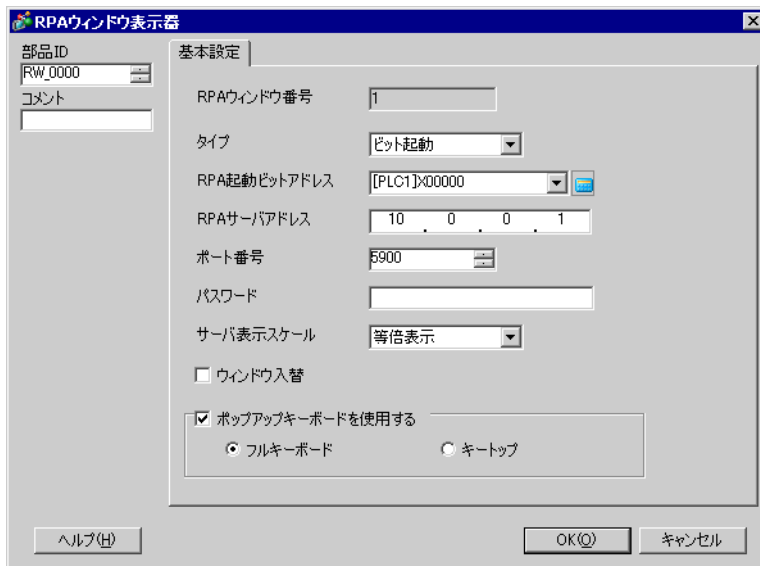 RPAウィンドウ表示器
部品ID
RW_0000
コメント
基本設定
RPAウィンドウ番号 1
タイプ ビット起動
RPA起動ビットアドレス [PLC1]X00000
RPAサーバアドレス 10 . 0 . 0 . 1
ポート番号 5900
パスワード
サーバ表示スケール 等倍表示
ウィンドウ入替
ポップアップキーボードを使用する
フルキーボード キートップ
ヘルプ(H) OK(O) キャンセル